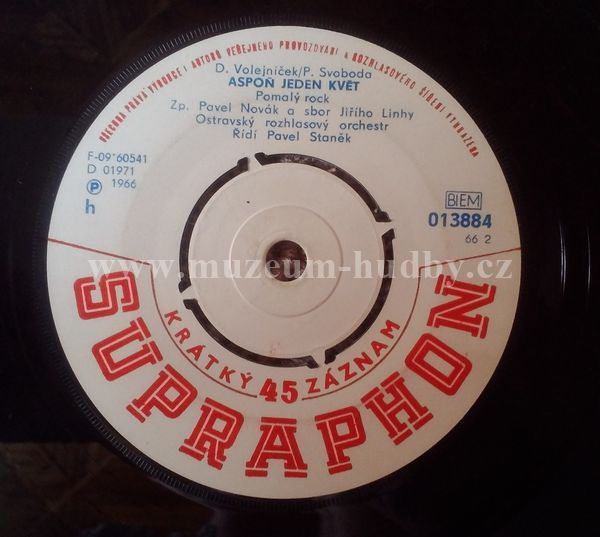 VŠECHNA PRÁVA VÝROBCE I AUTORŮ VEŘEJNÉHO PROVOZOVÁNÍ A ROZHLASOVÉHO ŠÍŘENÍ VYHRAZENA
D. Volejníček/P. Svoboda
ASPOŇ JEDEN KVĚT
Pomalý rock
Zp. Pavel Novák a sbor Jiřího Linhy
Ostravský rozhlasový orchestr
Řídí Pavel Staněk
F-09*60541
D 01971
Ⓟ 1966
h
BIEM
013884
66 2
www.muzeum-hudby.cz
KRÁTKÝ 45 ZÁZNAM
SUPRAPHON